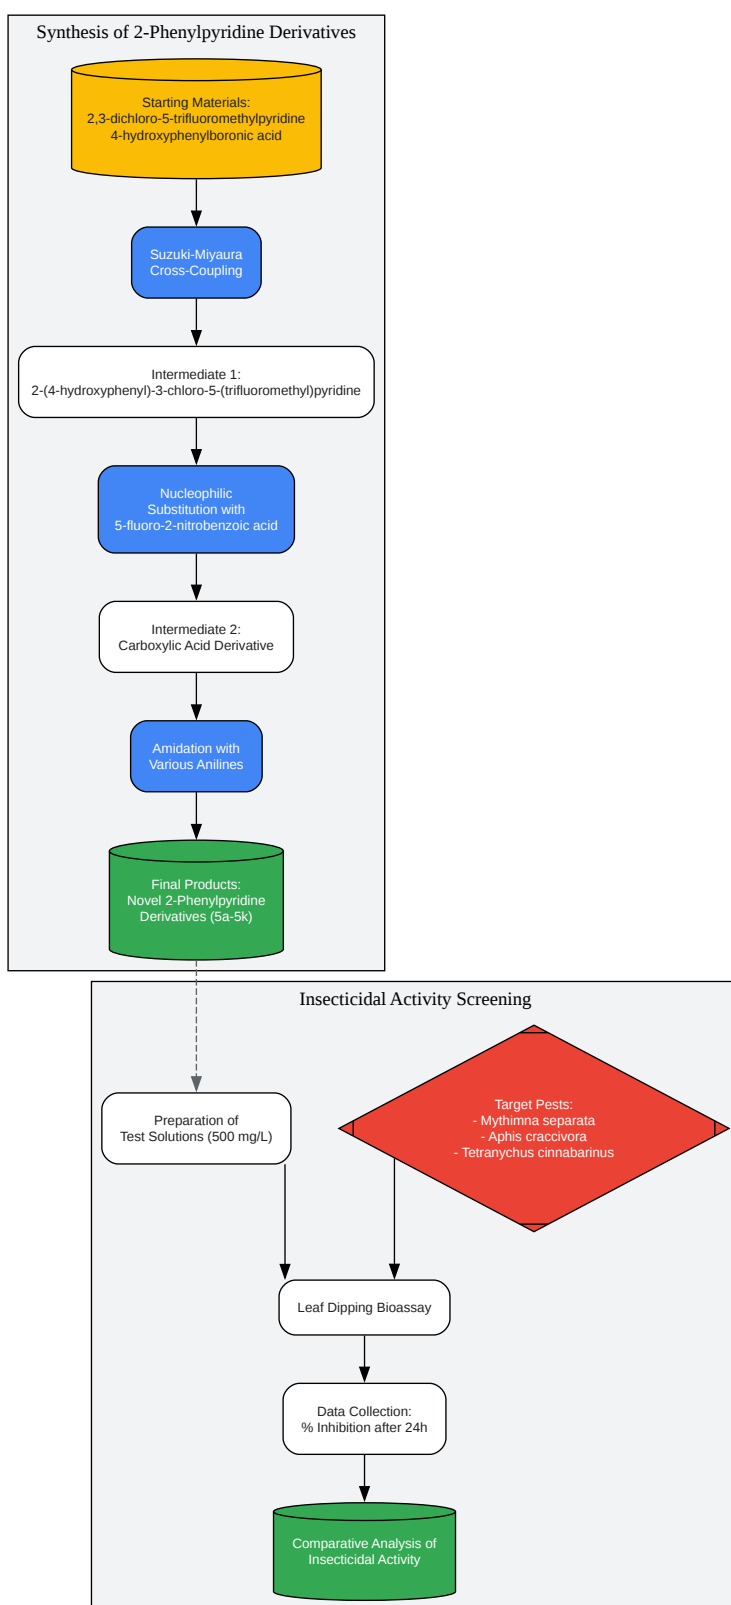 Synthesis of 2-Phenylpyridine Derivatives
Starting Materials:
2,3-dichloro-5-trifluoromethylpyridine
4-hydroxyphenylboronic acid
Suzuki-Miyaura
Cross-Coupling
Intermediate 1:
2-(4-hydroxyphenyl)-3-chloro-5-(trifluoromethyl)pyridine
Nucleophilic
Substitution with
5-fluoro-2-nitrobenzoic acid
Intermediate 2:
Carboxylic Acid Derivative
Amidation with
Various Anilines
Final Products:
Novel 2-Phenylpyridine
Derivatives (5a-5k)
Insecticidal Activity Screening
Preparation of
Test Solutions (500 mg/L)
Target Pests:
- Mythimna separata
- Aphis craccivora
- Tetranychus cinnabarinus
Leaf Dipping Bioassay
Data Collection:
% Inhibition after 24h
Comparative Analysis of
Insecticidal Activity